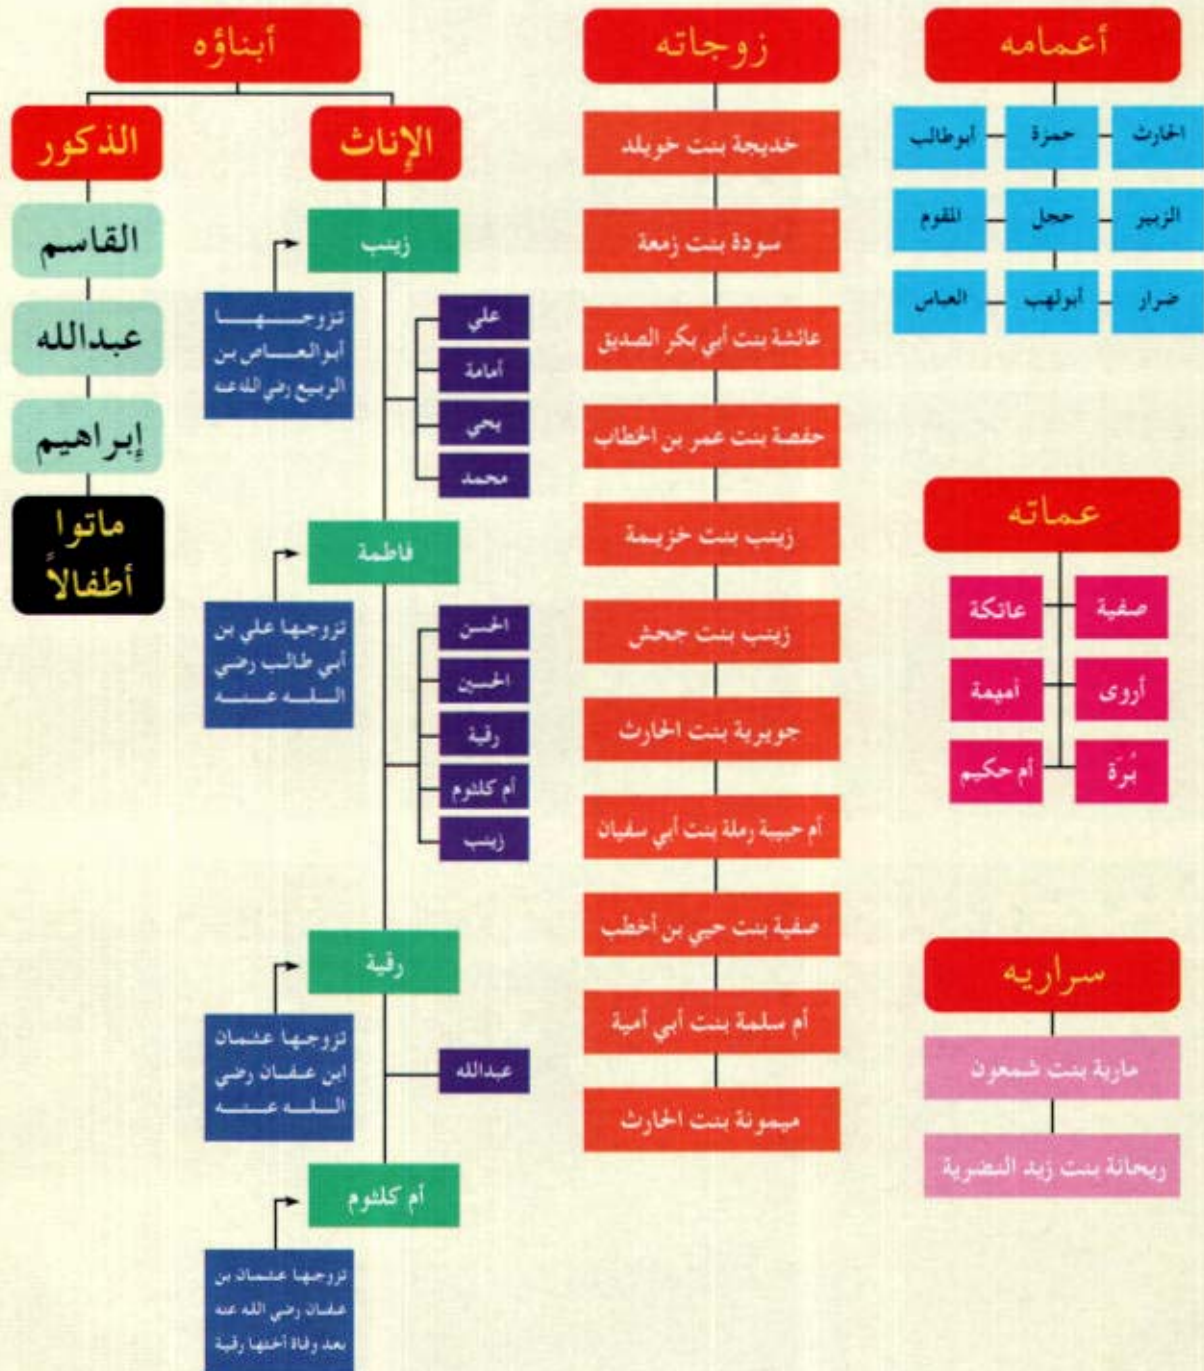 أعمامه
الحارث
حمزة
أبوطالب
الزبير
حجل
المقوم
ضرار
أبولهب
العباس
عماته
صفية
عاتكة
أروى
أميمة
بُرَة
أم حكيم
سراريه
مارية بنت شمعون
ريحانة بنت زيد النضرية
زوجاته
خديجة بنت خويلد
سودة بنت زمعة
عائشة بنت أبي بكر الصديق
حفصة بنت عمر بن الخطاب
زينب بنت خزيمة
زينب بنت جحش
جويرية بنت الحارث
أم حبيبة رملة بنت أبي سفيان
صفية بنت حيي بن أخطب
أم سلمة بنت أبي أمية
ميمونة بنت الحارث
أبناؤه
الإناث
زينب
تزوجها
أبو العاص بن
الربيع رضي الله عنه
علي
أمامة
يحي
محمد
فاطمة
تزوجها علي بن
أبي طالب رضي
الله عنه
الحسن
الحسين
رقية
أم كلثوم
زينب
رقية
تزوجها عثمان
ابن عفان رضي
الله عنه
عبدالله
أم كلثوم
تزوجها عثمان بن
عفان رضي الله عنه
بعد وفاة أختها رقية
الذكور
القاسم
عبدالله
إبراهيم
ماتوا
أطفالاً